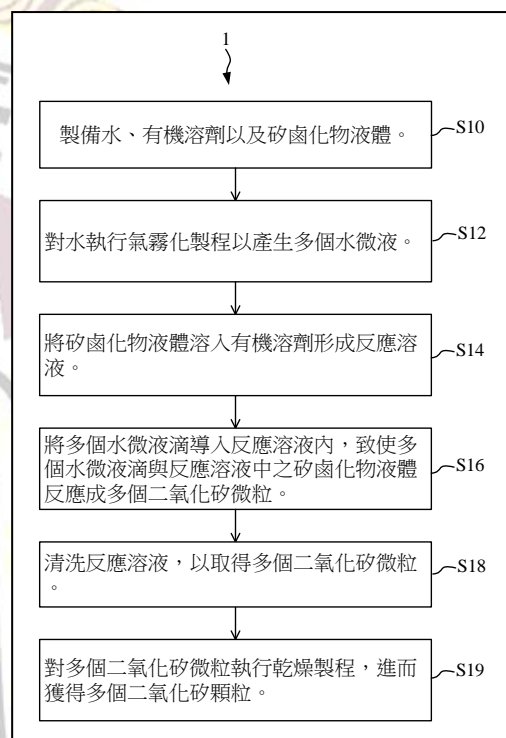 1
製備水、有機溶劑以及矽鹵化物液體。
S10
對水執行氣霧化製程以產生多個水微液。
S12
將矽鹵化物液體溶入有機溶劑形成反應溶
液。
S14
將多個水微液滴導入反應溶液內，致使多
個水微液滴與反應溶液中之矽鹵化物液體
反應成多個二氧化矽微粒。
S16
清洗反應溶液，以取得多個二氧化矽微粒
。
S18
對多個二氧化矽微粒執行乾燥製程，進而
獲得多個二氧化矽顆粒。
S19